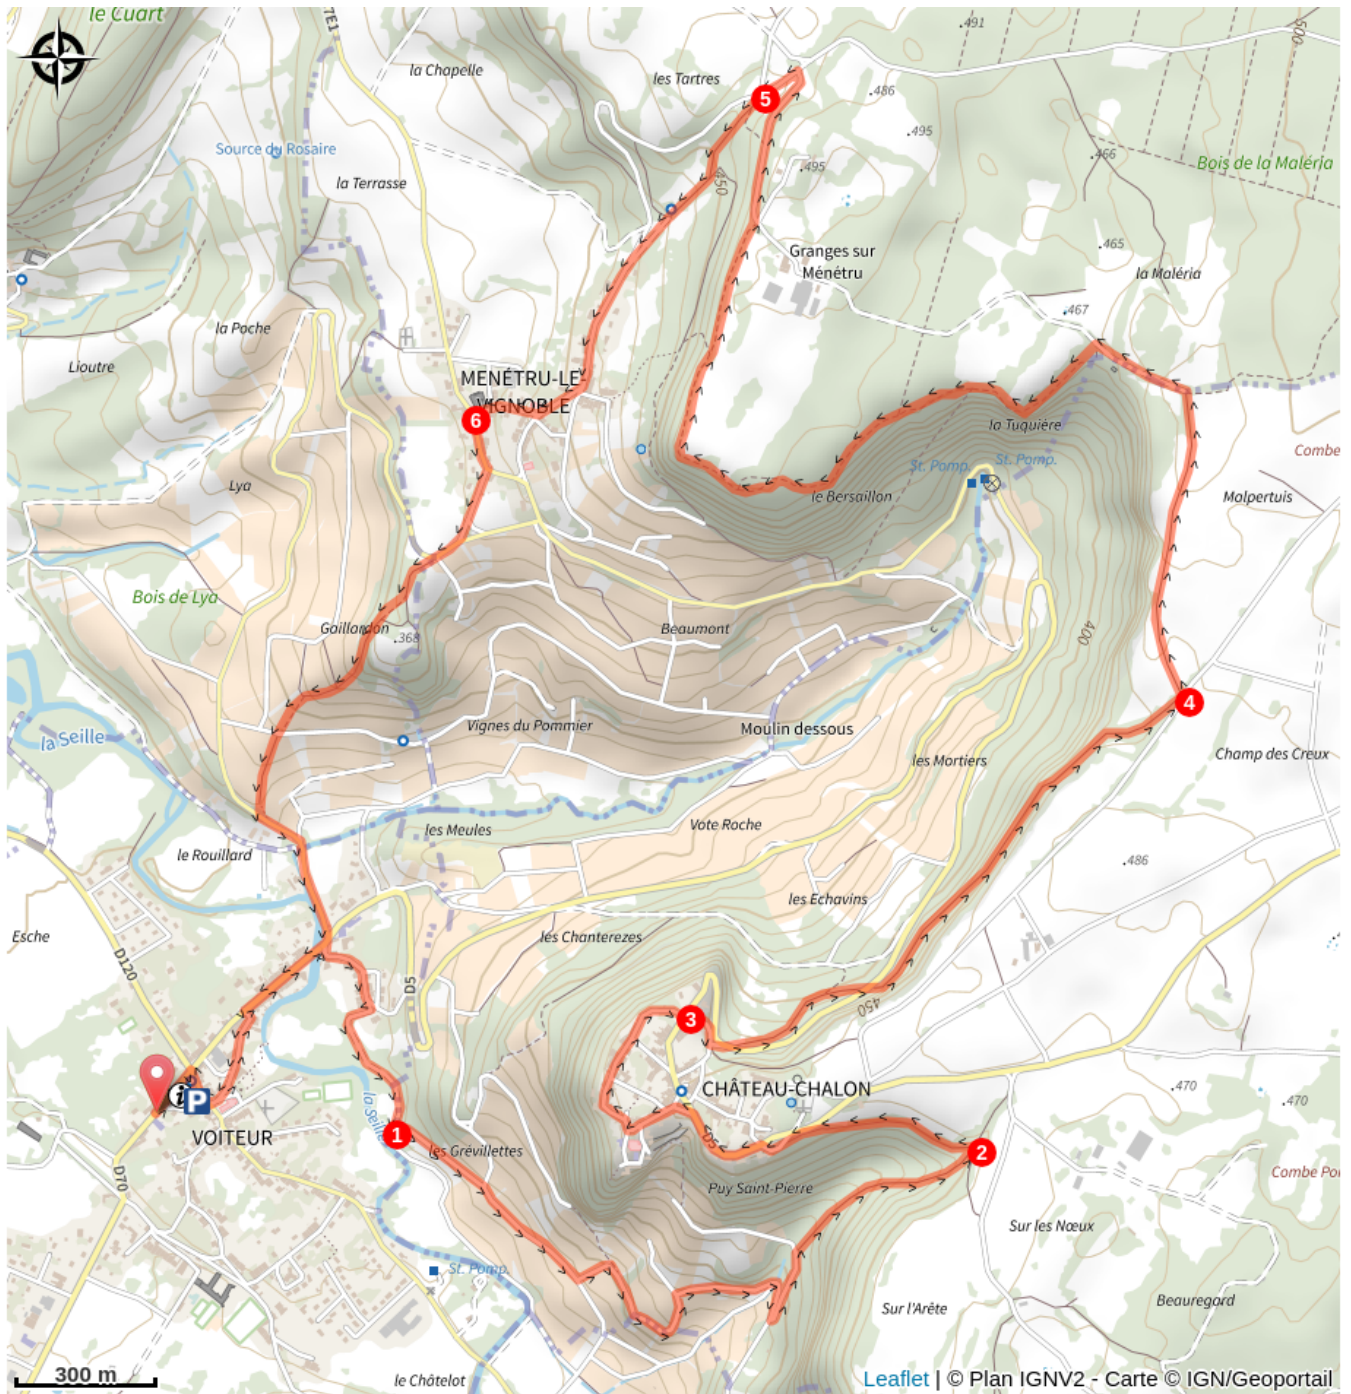 le Cuart
7E1
la Chapelle
les Tartres
.491
500
5
.486
.495
Source du Rosaire
.466
Bois de la Maléria
la Terrasse
450
.495
Granges sur
Ménétru
.465
la Maléria
.467
la Poche
Lioutre
MENÉTRU-LE-
VIGNOBLE
6
la Tuquière
Combe
St. Pomp.
St. Pomp.
Lya
le Bersaillon
Malpertuis
Bois de Lya
Gaillardon
.368
Beaumont
400
4
la Seille
Vignes du Pommier
Moulin dessous
les Mortiers
Champ des Creux
les Meules
Vote Roche
le Rouillard
.486
les Echavins
Esche
les Chanterezes
D120
D5
450
3
CHÂTEAU-CHALON
.470
.470
i
P
la Seille
VOITEUR
1
les Grévillettes
D5
2
D70
Puy Saint-Pierre
Combe Poi
Sur les Nœux
St. Pomp.
Sur l'Arête
Beauregard
300 m
le Châtelot
Leaflet | © Plan IGNV2 - Carte © IGN/Geoportail